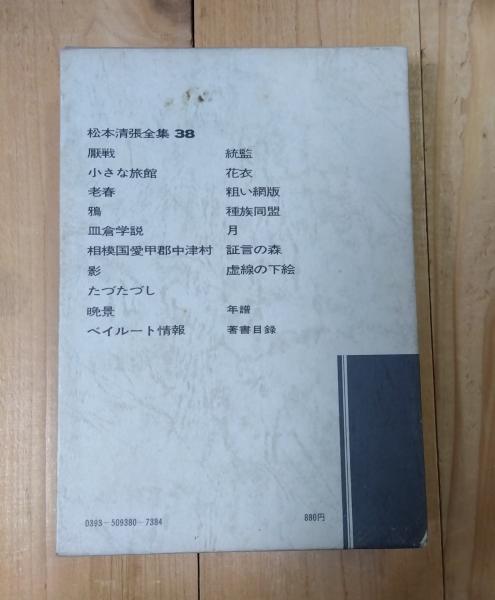 松本清張全集 38
厭戦
小さな旅館
老春
鴉
皿倉学説
相模国愛甲郡中津村
影
たづたづし
晩景
ベイルート情報
統監
花衣
粗い網版
種族同盟
月
証言の森
虚線の下絵
年譜
著書目録
0393-509380-7384
880円